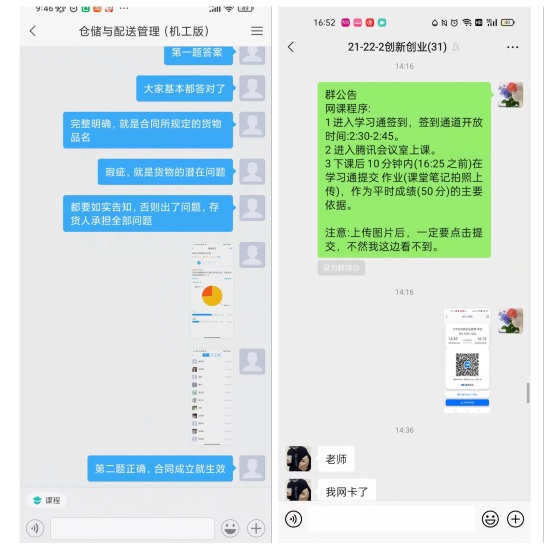 9:46
仓储与配送管理（机工版）
第一题答案
大家基本都答对了
完整明确，就是合同所规定的货物
品名
瑕疵，就是货物的潜在问题
都要如实告知，否则出了问题，存
货人承担全部问题
第二题正确，合同成立就生效
课程
16:52
21-22-2创新创业(31)
14:16
群公告
网课程序:
1 进入学习通签到，签到通道开放
时间:2:30-2:45。
2 进入腾讯会议室上课。
3 下课后 10 分钟内(16:25 之前)在
学习通提交 作业(课堂笔记拍照上
传)，作为平时成绩(50 分)的主要
依据。
注意:上传图片后，一定要点击提
交，不然我这边看不到。
14:16
14:36
老师
我网卡了